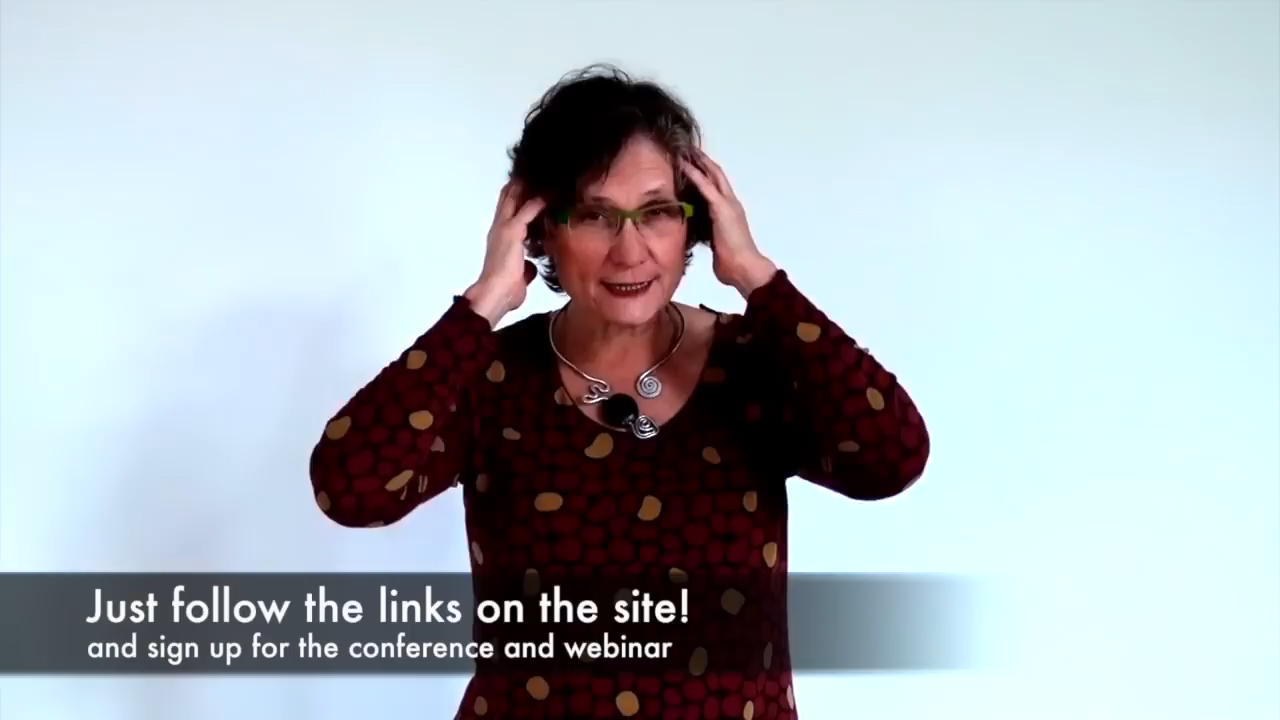 Just follow the links on the site!
and sign up for the conference and webinar